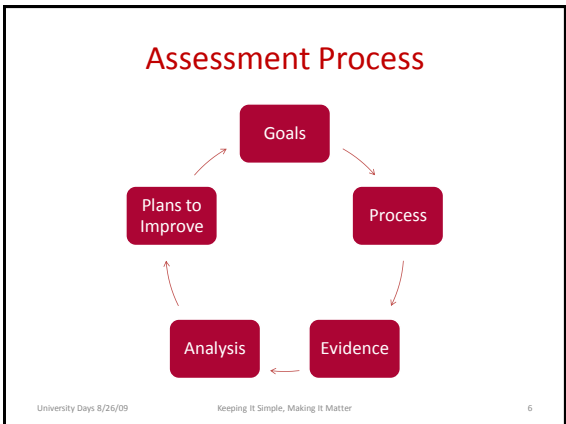 Assessment Process
Goals
Process
Evidence
Analysis
Plans to
Improve
University Days 8/26/09
Keeping It Simple, Making It Matter
6